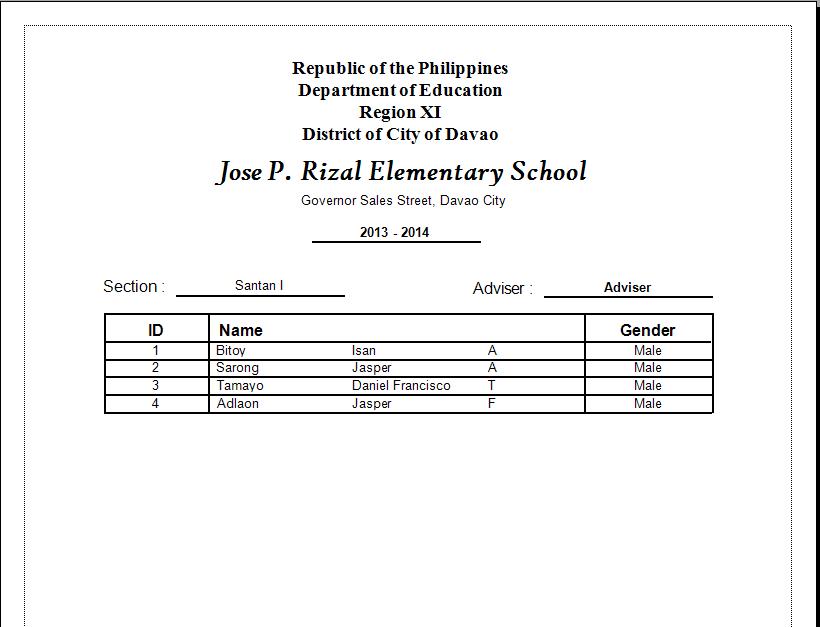 Republic of the Philippines
Department of Education
Region XI
District of City of Davao
Jose P. Rizal Elementary School
Governor Sales Street, Davao City
2013 - 2014
Section : Santan I Adviser : Adviser
ID Name Gender
1 Bitoy Isan A Male
2 Sarong Jasper A Male
3 Tamayo Daniel Francisco T Male
4 Adlaon Jasper F Male